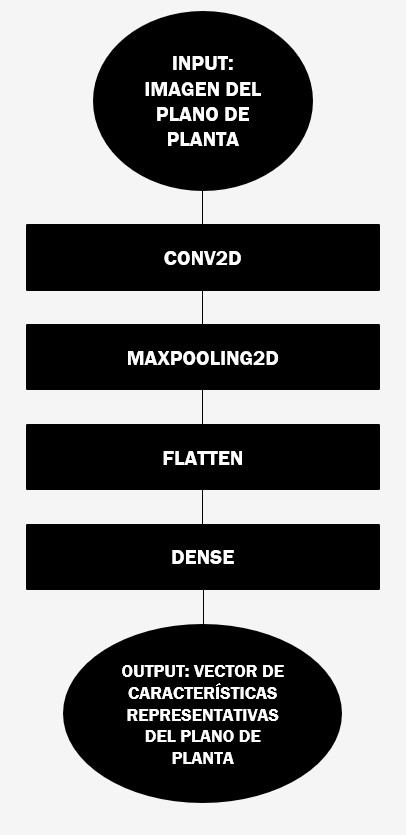 INPUT:
IMAGEN DEL
PLANO DE
PLANTA
CONV2D
MAXPOOLING2D
FLATTEN
DENSE
OUTPUT: VECTOR DE
CARACTERÍSTICAS
REPRESENTATIVAS
DEL PLANO DE
PLANTA